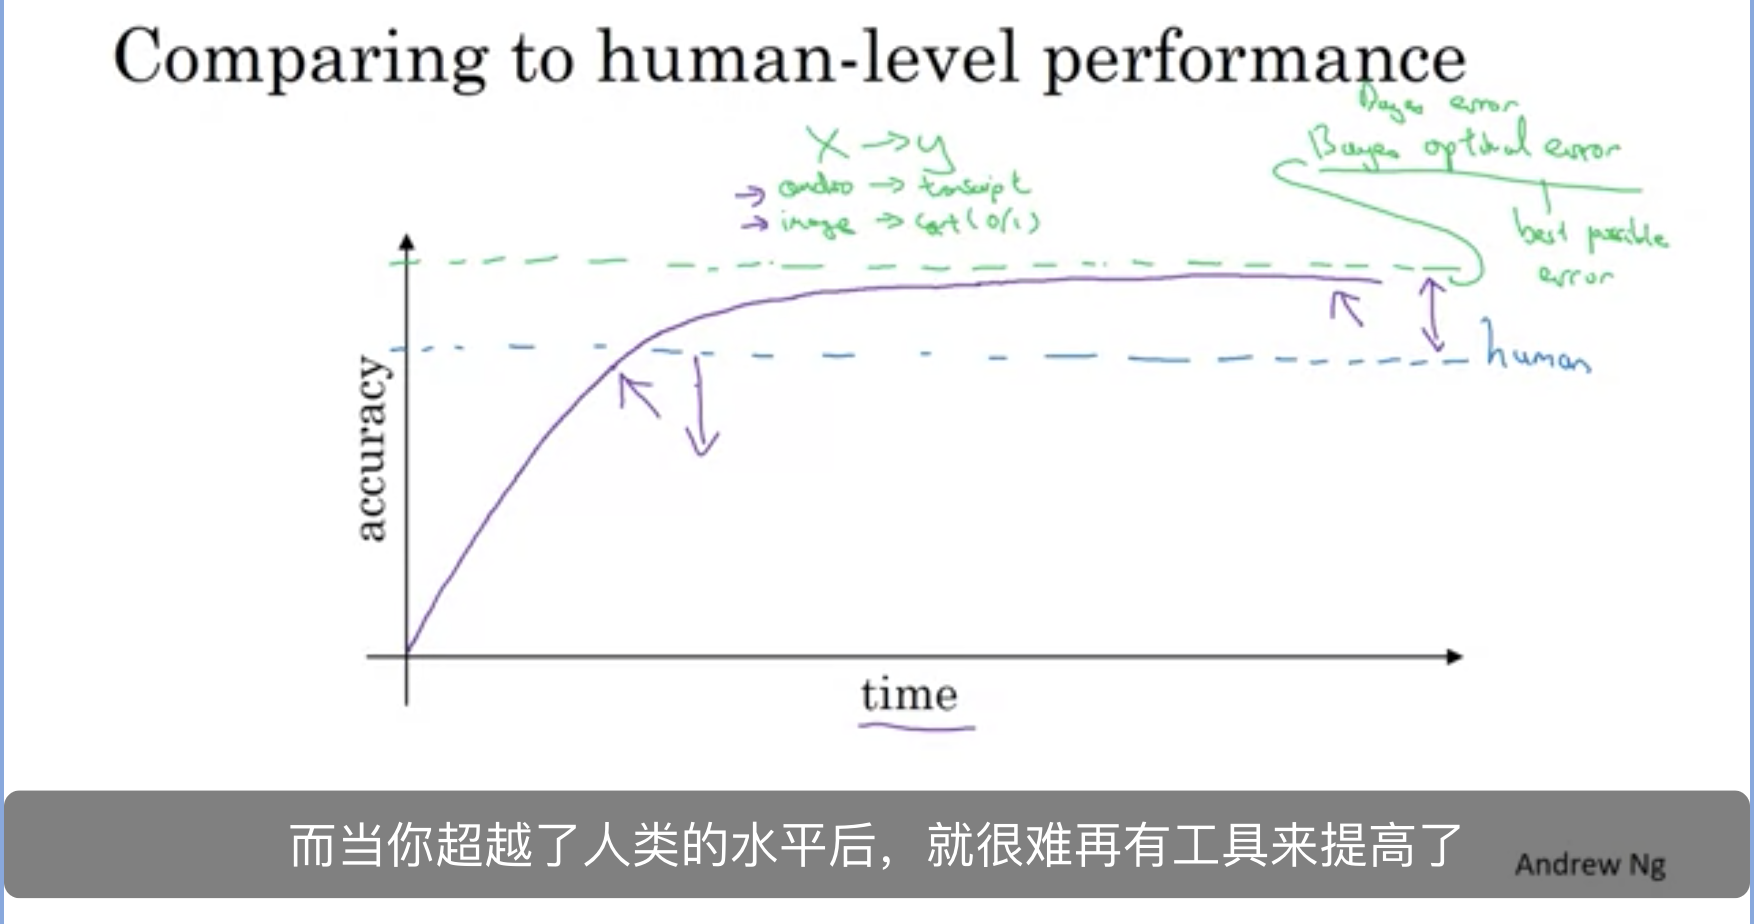 Comparing to human-level performance
Bayes error
Bayes optimal error
X → y
→ audio → transcript
→ image → cat (0/1)
best possible
error
human
accuracy
time
而当你超越了人类的水平后，就很难再有工具来提高了
Andrew Ng